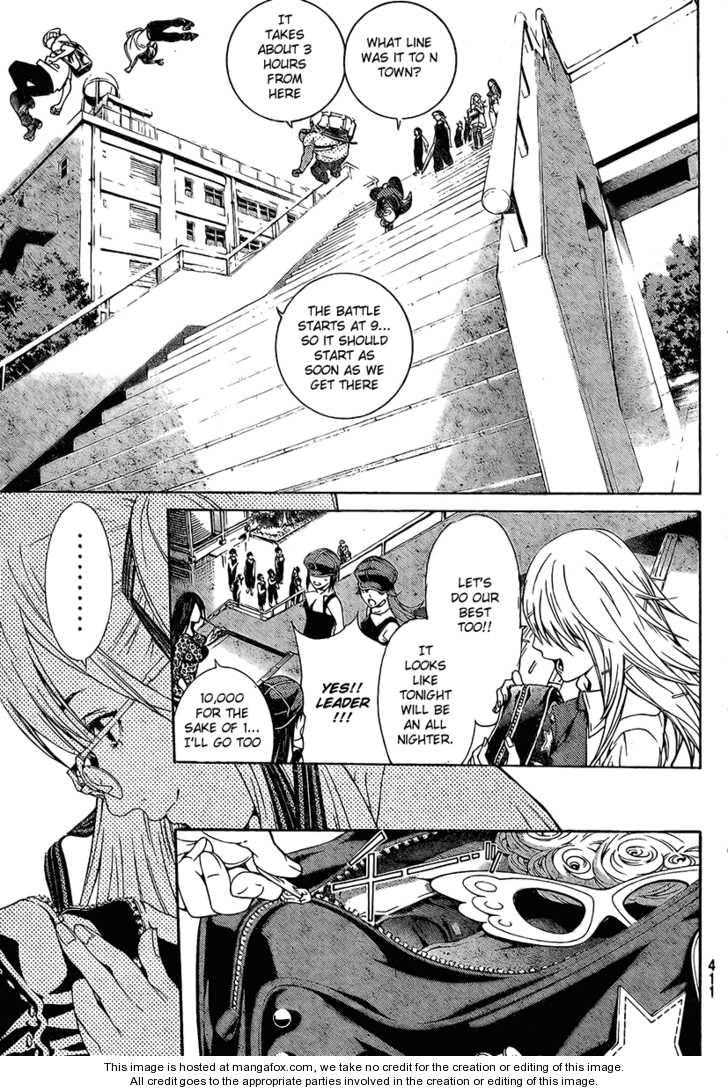 WHAT LINE
WAS IT TO N
TOWN?
IT
TAKES
ABOUT 3
HOURS
FROM
HERE
THE BATTLE
STARTS AT 9...
SO IT SHOULD
START AS
SOON AS WE
GET THERE
LET'S
DO OUR
BEST
TOO!!
IT
LOOKS
LIKE
TONIGHT
WILL BE
AN ALL
NIGHTER.
YES!!
LEADER
!!!
10,000
FOR THE
SAKE OF 1...
I'LL GO TOO
.........
411
This image is hosted at mangafox.com, we take no credit for the creation or editing of this image.
All credit goes to the appropriate parties involved in the creation or editing of this image.